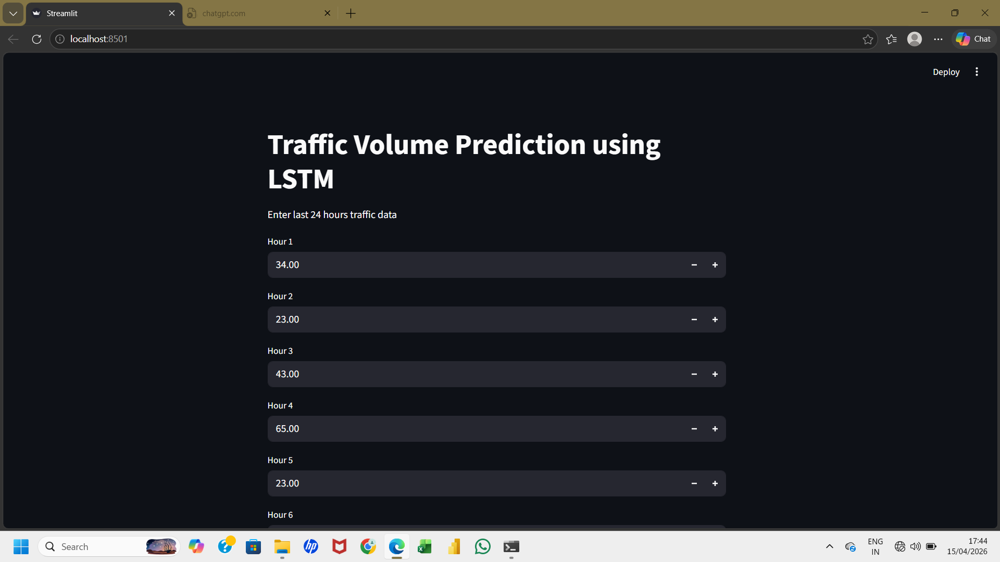 Streamlit
chatgpt.com
localhost:8501
Chat
Deploy
Traffic Volume Prediction using
LSTM
Enter last 24 hours traffic data
Hour 1
34.00
Hour 2
23.00
Hour 3
43.00
Hour 4
65.00
Hour 5
23.00
Hour 6
Search
hp
ENG
IN
17:44
15/04/2026